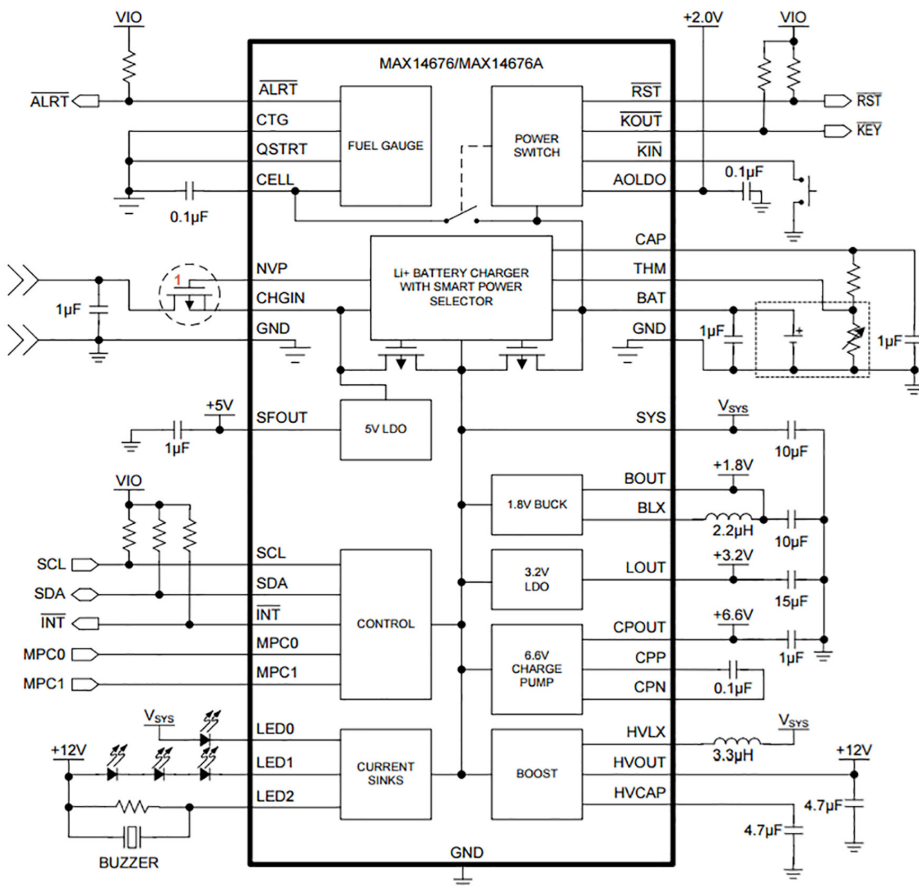 VIO
+2.0V
VIO
MAX14676/MAX14676A
ALRT
ALRT
CTG
QSTRT
CELL
0.1µF
FUEL GAUGE
POWER
SWITCH
RST
KOUT
KIN
AOLDO
RST
KEY
0.1µF
1
NVP
CHGIN
GND
1µF
Li+ BATTERY CHARGER
WITH SMART POWER
SELECTOR
CAP
THM
BAT
GND
1µF
+
1µF
+5V
SFOUT
1µF
5V LDO
SYS
VSYS
10µF
1.8V BUCK
BOUT
BLX
+1.8V
2.2µH
10µF
VIO
SCL
SDA
INT
MPC0
MPC1
SCL
SDA
INT
MPC0
MPC1
CONTROL
3.2V
LDO
LOUT
+3.2V
15µF
6.6V
CHARGE
PUMP
CPOUT
CPP
CPN
+6.6V
1µF
0.1µF
VSYS
+12V
LED0
LED1
LED2
BUZZER
CURRENT
SINKS
BOOST
HVLX
HVOUT
HVCAP
VSYS
3.3µH
+12V
4.7µF
4.7µF
GND